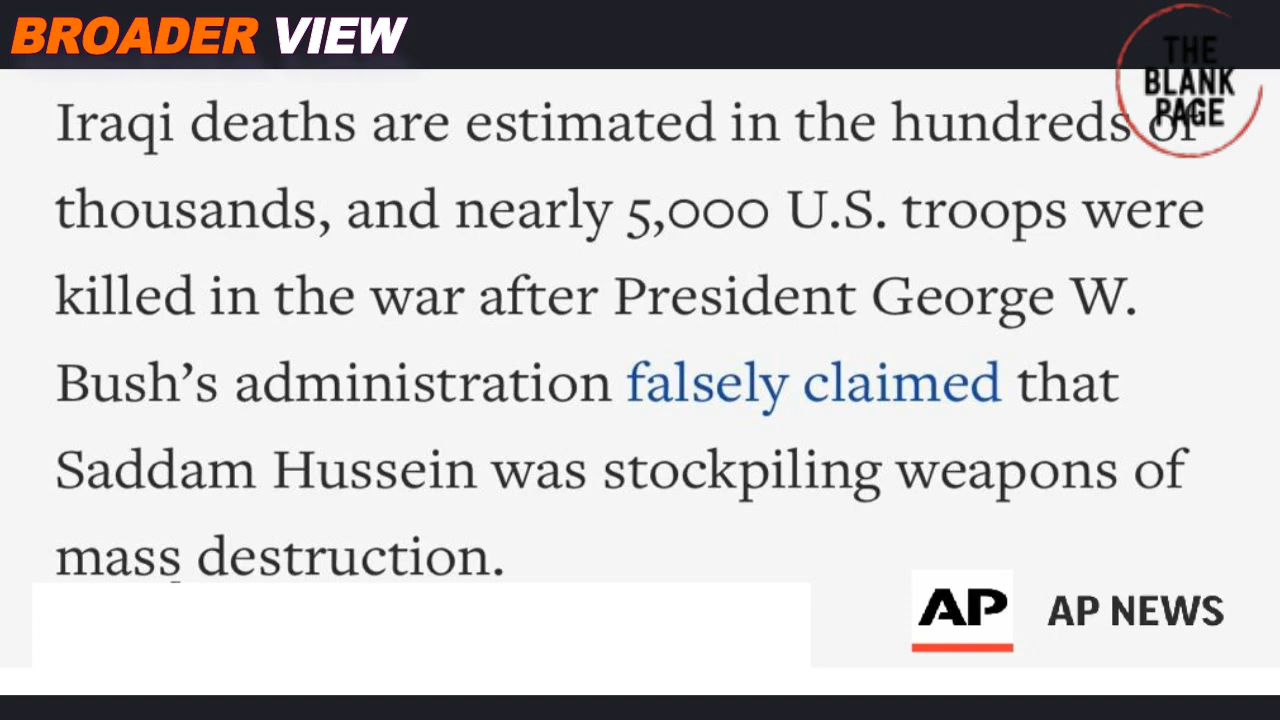 BROADER VIEW
THE
BLANK
PAGE
Iraqi deaths are estimated in the hundreds of
thousands, and nearly 5,000 U.S. troops were
killed in the war after President George W.
Bush’s administration falsely claimed that
Saddam Hussein was stockpiling weapons of
mass destruction.
AP AP NEWS